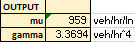 OUTPUT
mu 959 veh/hr/ln
gamma 3.3694 veh/hr^4